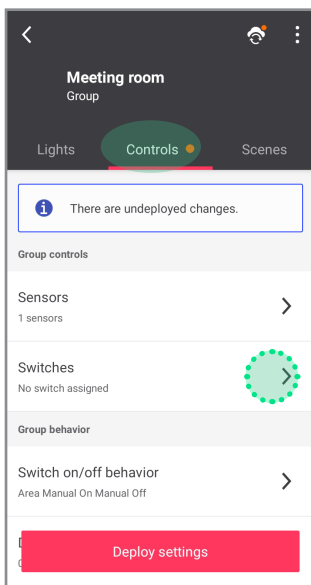 Meeting room
Group
Lights Controls Scenes
There are undeployed changes.
Group controls
Sensors
1 sensors
Switches
No switch assigned
Group behavior
Switch on/off behavior
Area Manual On Manual Off
Deploy settings